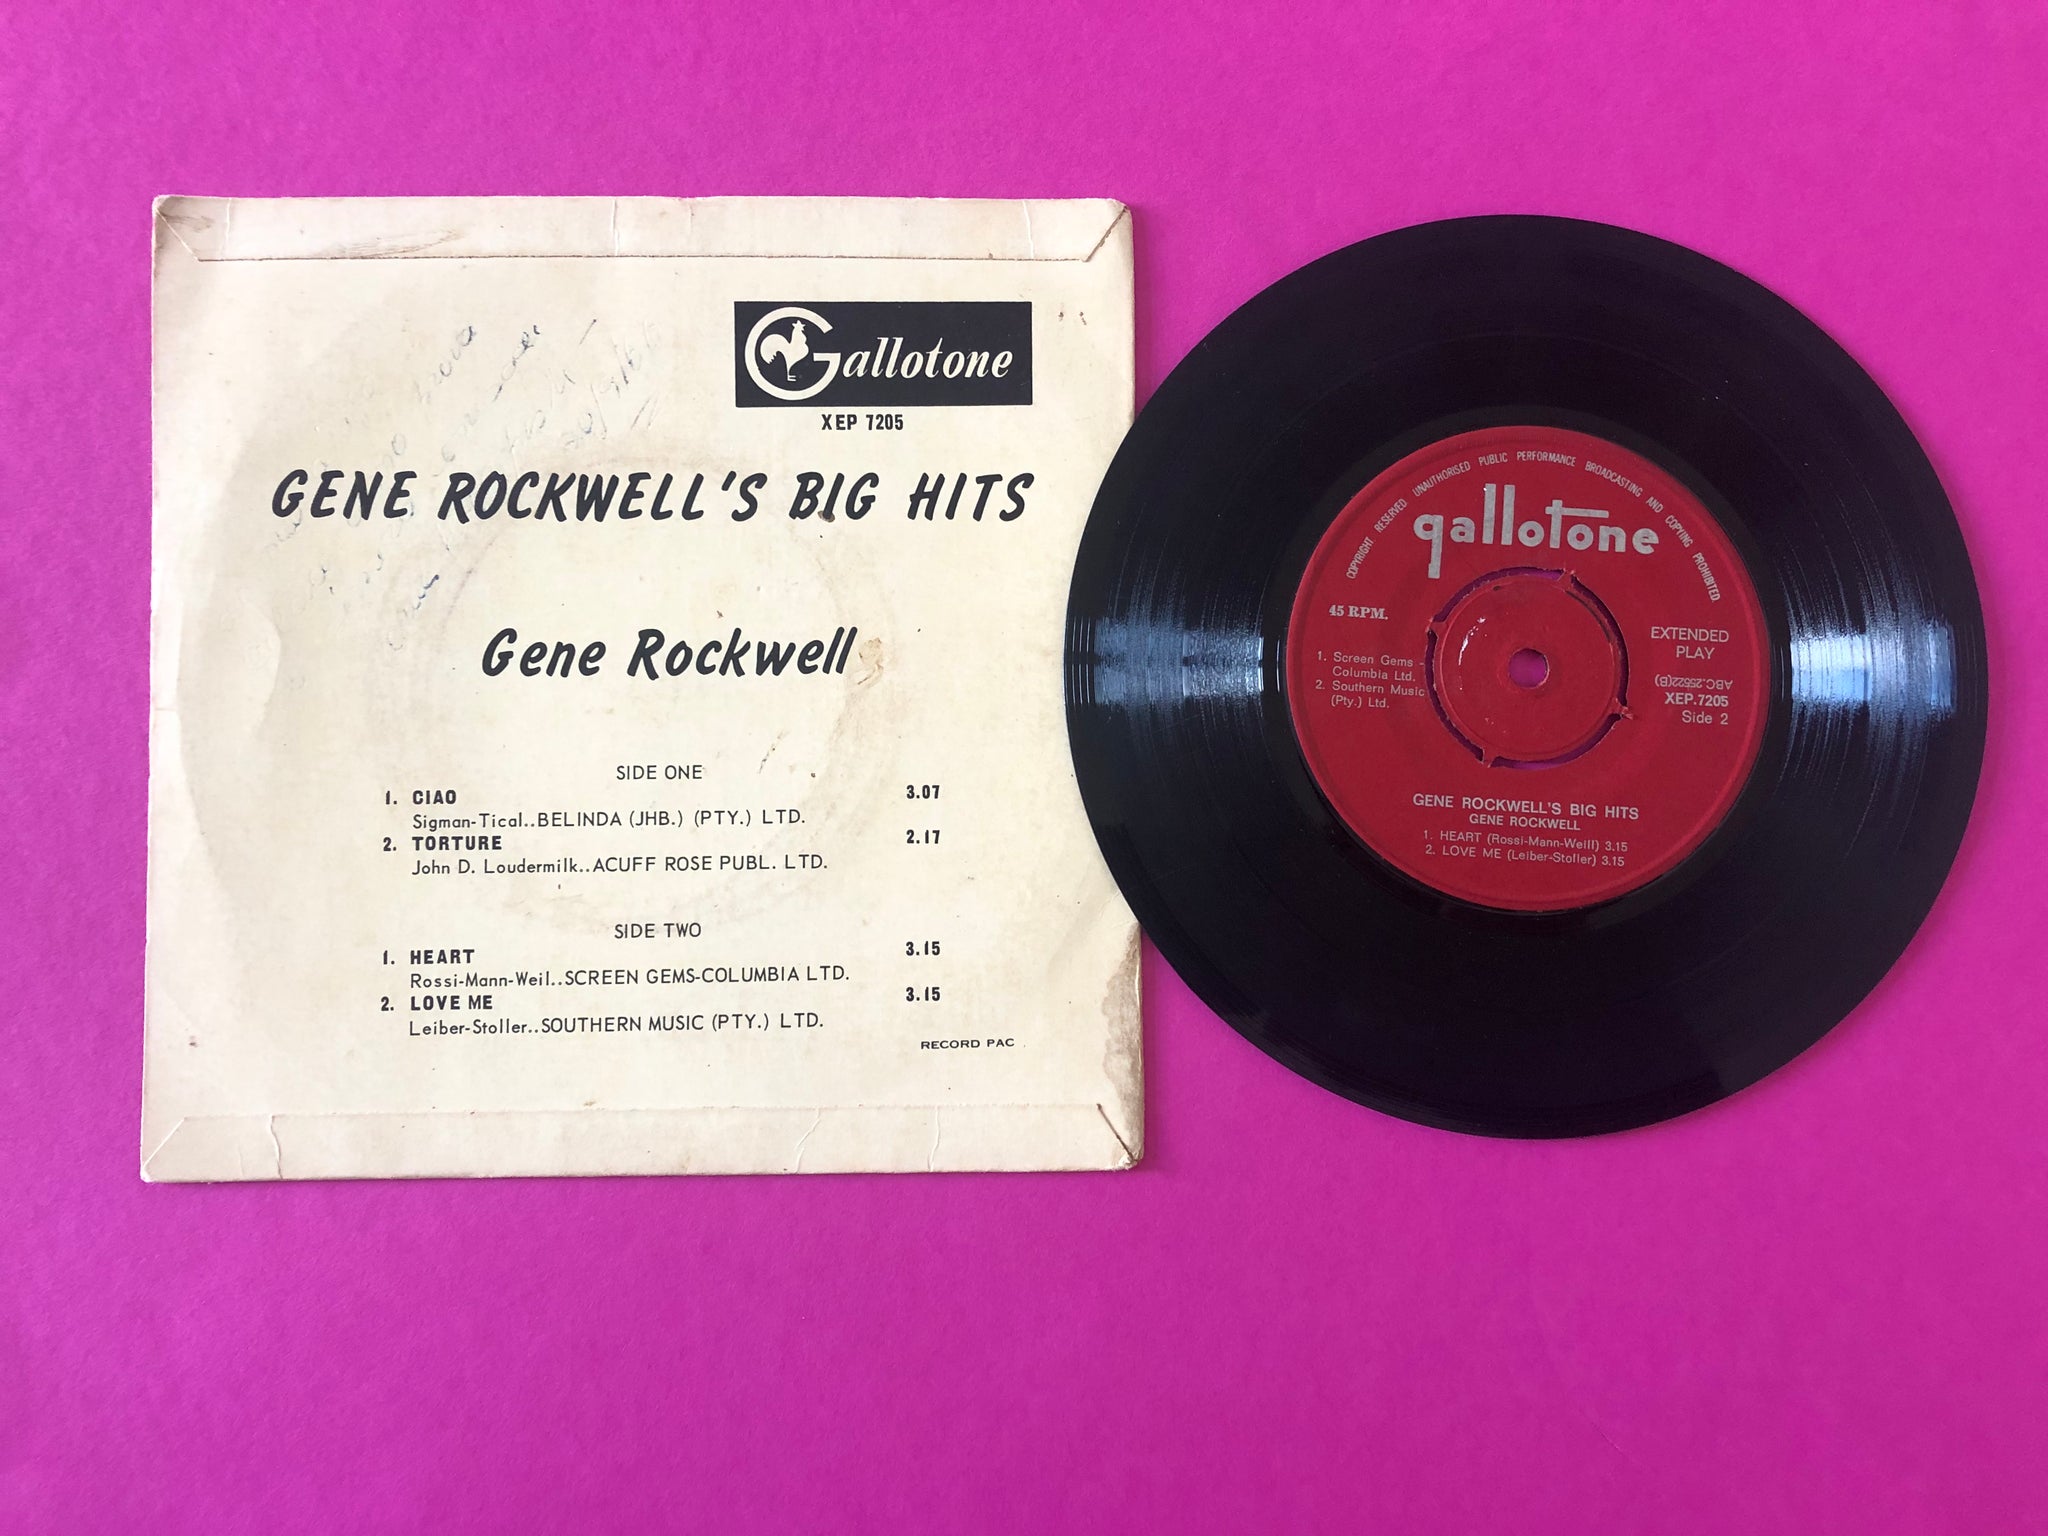 Gallotone
XEP 7205
GENE ROCKWELL'S BIG HITS
Gene Rockwell
SIDE ONE
1. CIAO 3.07
Sigman-Tical..BELINDA (JHB.) (PTY.) LTD.
2. TORTURE 2.17
John D. Loudermilk..ACUFF ROSE PUBL. LTD.
SIDE TWO
1. HEART 3.15
Rossi-Mann-Weil..SCREEN GEMS-COLUMBIA LTD.
2. LOVE ME 3.15
Leiber-Stoller..SOUTHERN MUSIC (PTY.) LTD.
RECORD PAC
COPYRIGHT RESERVED UNAUTHORISED PUBLIC PERFORMANCE BROADCASTING AND COPYING PROHIBITED
gallotone
45 RPM.
1. Screen Gems -
Columbia Ltd.
2. Southern Music
(Pty.) Ltd.
EXTENDED
PLAY
ABC.25522(B)
XEP.7205
Side 2
GENE ROCKWELL'S BIG HITS
GENE ROCKWELL
1. HEART (Rossi-Mann-Weill) 3.15
2. LOVE ME (Leiber-Stoller) 3.15